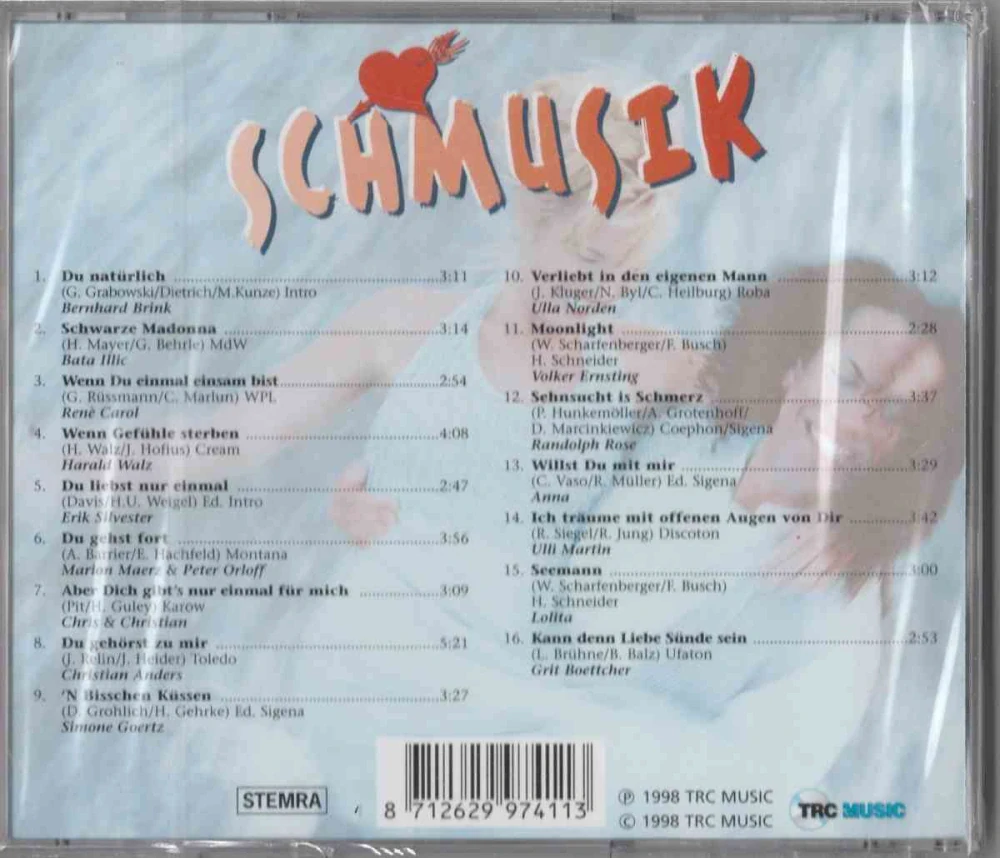 SCHMUSIK
1. Du natürlich 3:11
(G. Grabowski/Dietrich/M.Kunze) Intro
Bernhard Brink
2. Schwarze Madonna 3:14
(H. Mayer/G. Behrle) MdW
Bata Illic
3. Wenn Du einmal einsam bist 2:54
(G. Rüssmann/C. Marlun) WPL
Renè Carol
4. Wenn Gefühle sterben 4:08
(H. Walz/J. Hofius) Cream
Harald Walz
5. Du liebst nur einmal 2:47
(Davis/H.U. Weigel) Ed. Intro
Erik Silvester
6. Du gehst fort 3:56
(A. Barrier/E. Hachfeld) Montana
Marion Maerz & Peter Orloff
7. Aber Dich gibt's nur einmal für mich 3:09
(Pit/H. Guley) Karow
Chris & Christian
8. Du gehörst zu mir 5:21
(J. Relin/J. Heider) Toledo
Christian Anders
9. 'N Bisschen Küssen 3:27
(D. Grohlich/H. Gehrke) Ed. Sigena
Simone Goertz
10. Verliebt in den eigenen Mann 3:12
(J. Kluger/N. Byl/C. Heilburg) Roba
Ulla Norden
11. Moonlight 2:28
(W. Scharfenberger/F. Busch)
H. Schneider
Volker Ernsting
12. Sehnsucht is Schmerz 3:37
(P. Hunkemöller/A. Grotenhoff/
D. Marcinkiewicz) Coephon/Sigena
Randolph Rose
13. Willst Du mit mir 3:29
(C. Vaso/R. Müller) Ed. Sigena
Anna
14. Ich träume mit offenen Augen von Dir 3:42
(R. Siegel/R. Jung) Discoton
Ulli Martin
15. Seemann 3:00
(W. Scharfenberger/F. Busch)
H. Schneider
Lolita
16. Kann denn Liebe Sünde sein 2:53
(L. Brühne/B. Balz) Ufaton
Grit Boettcher
STEMRA
8 712629 974113
℗ 1998 TRC MUSIC
© 1998 TRC MUSIC
TRC MUSIC